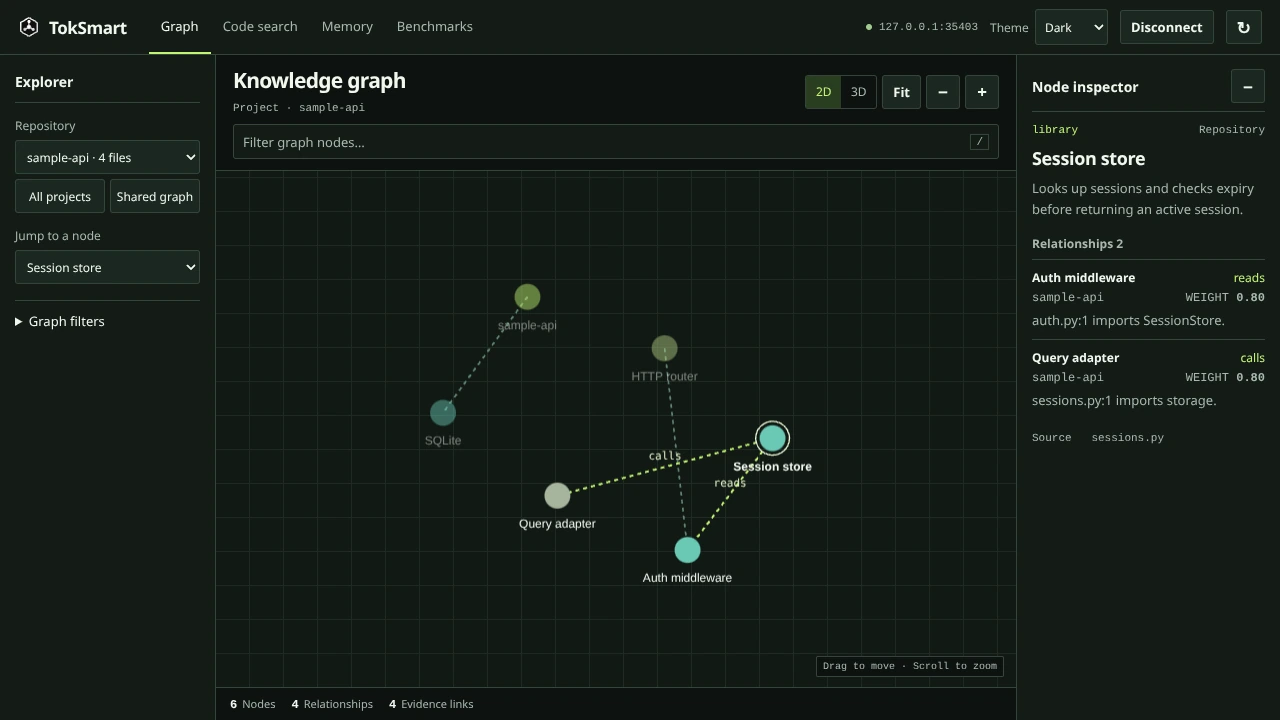 TokSmart
Graph
Code search
Memory
Benchmarks
127.0.0.1:35403
Theme
Dark
Disconnect
↻
Explorer
Repository
sample-api · 4 files
All projects
Shared graph
Jump to a node
Session store
Graph filters
Knowledge graph
Project · sample-api
2D
3D
Fit
−
+
Filter graph nodes…
/
sample-api
HTTP router
SQLite
calls
Session store
reads
Query adapter
Auth middleware
Drag to move · Scroll to zoom
6 Nodes
4 Relationships
4 Evidence links
Node inspector
−
library
Repository
Session store
Looks up sessions and checks expiry
before returning an active session.
Relationships 2
Auth middleware
reads
sample-api
WEIGHT 0.80
auth.py:1 imports SessionStore.
Query adapter
calls
sample-api
WEIGHT 0.80
sessions.py:1 imports storage.
Source sessions.py